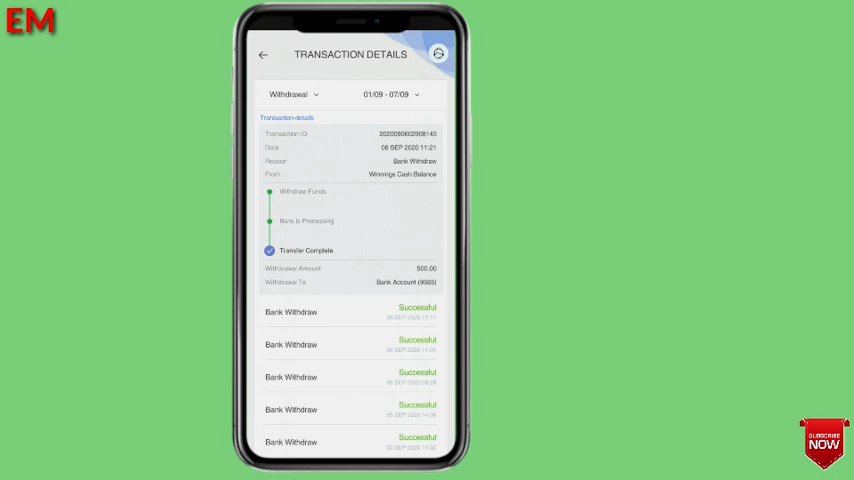 EM
TRANSACTION DETAILS
Withdrawal 01/09 - 07/09
Transaction details
Transaction ID 2020090602908143
Date 06 SEP 2020 11:21
Reason Bank Withdraw
From Winnings Cash Balance
Withdraw Funds
Bank is Processing
Transfer Complete
Withdrawal Amount 500.00
Withdrawal To Bank Account (9565)
Bank Withdraw Successful
06 SEP 2020 11:17
Bank Withdraw Successful
06 SEP 2020 11:01
Bank Withdraw Successful
06 SEP 2020 09:29
Bank Withdraw Successful
05 SEP 2020 14:06
Bank Withdraw Successful
05 SEP 2020 11:32
SUBSCRIBE
NOW